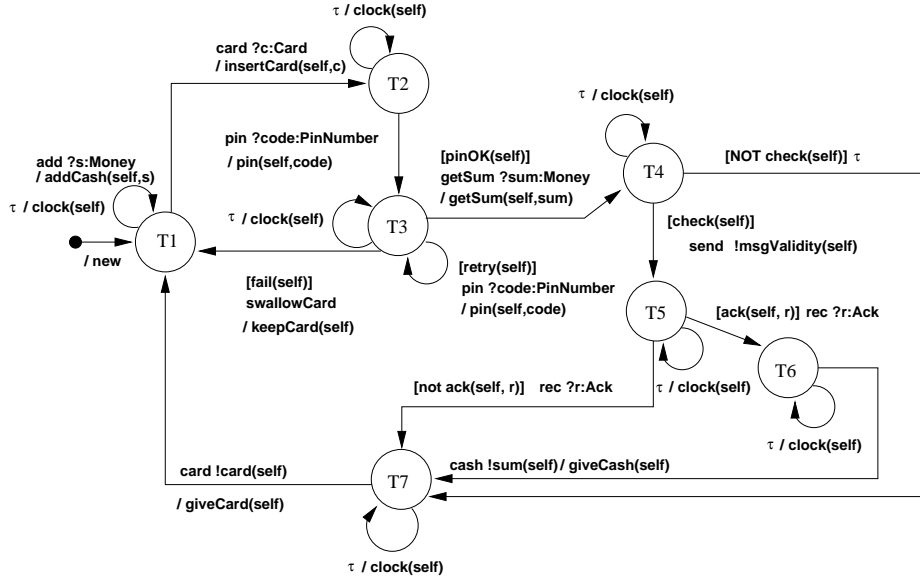 τ / clock(self)
card ?c:Card
/ insertCard(self,c)
T2
τ / clock(self)
pin ?code:PinNumber
/ pin(self,code)
[pinOK(self)]
getSum ?sum:Money
/ getSum(self,sum)
T4
[NOT check(self)] τ
add ?s:Money
/ addCash(self,s)
τ / clock(self)
T1
/ new
τ / clock(self)
T3
[check(self)]
send !msgValidity(self)
[fail(self)]
swallowCard
/ keepCard(self)
[retry(self)]
pin ?code:PinNumber
/ pin(self,code)
T5
[ack(self, r)] rec ?r:Ack
T6
τ / clock(self)
[not ack(self, r)] rec ?r:Ack
τ / clock(self)
card !card(self)
/ giveCard(self)
T7
cash !sum(self) / giveCash(self)
τ / clock(self)